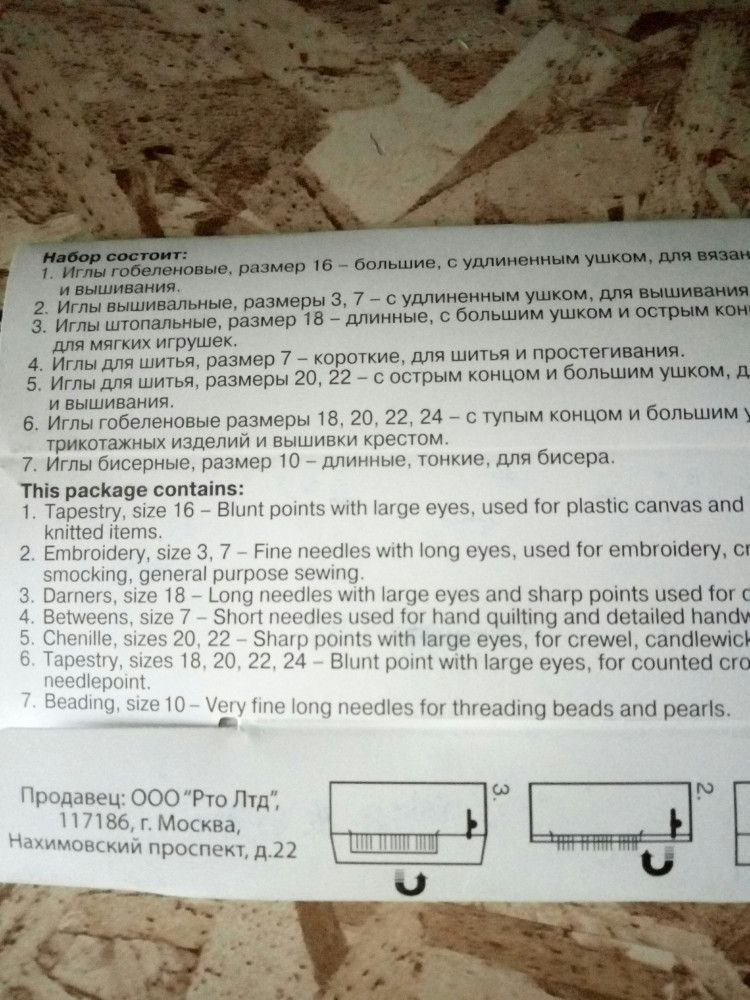 Набор состоит:
1. Иглы гобеленовые, размер 16 – большие, с удлиненным ушком, для вязан
и вышивания.
2. Иглы вышивальные, размеры 3, 7 – с удлиненным ушком, для вышивания
3. Иглы штопальные, размер 18 – длинные, с большим ушком и острым кон
для мягких игрушек.
4. Иглы для шитья, размер 7 – короткие, для шитья и простегивания.
5. Иглы для шитья, размеры 20, 22 – с острым концом и большим ушком, д
и вышивания.
6. Иглы гобеленовые размеры 18, 20, 22, 24 – с тупым концом и большим у
трикотажных изделий и вышивки крестом.
7. Иглы бисерные, размер 10 – длинные, тонкие, для бисера.
This package contains:
1. Tapestry, size 16 – Blunt points with large eyes, used for plastic canvas and
knitted items.
2. Embroidery, size 3, 7 – Fine needles with long eyes, used for embroidery, cr
smocking, general purpose sewing.
3. Darners, size 18 – Long needles with large eyes and sharp points used for d
4. Betweens, size 7 – Short needles used for hand quilting and detailed handw
5. Chenille, sizes 20, 22 – Sharp points with large eyes, for crewel, candlewick
6. Tapestry, sizes 18, 20, 22, 24 – Blunt point with large eyes, for counted cro
needlepoint.
7. Beading, size 10 – Very fine long needles for threading beads and pearls.
Продавец: ООО "Рто Лтд",
117186, г. Москва,
Нахимовский проспект, д.22
3.
2.